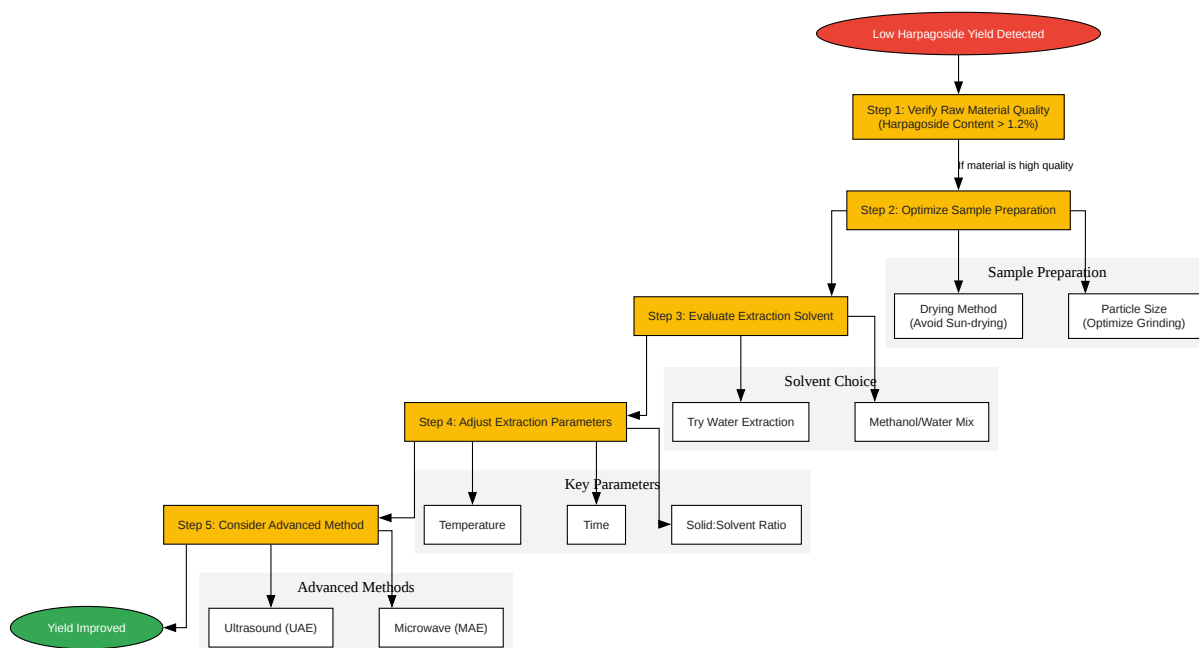 Low Harpagoside Yield Detected
Step 1: Verify Raw Material Quality
(Harpagoside Content > 1.2%)
If material is high quality
Step 2: Optimize Sample Preparation
Sample Preparation
Drying Method
(Avoid Sun-drying)
Particle Size
(Optimize Grinding)
Step 3: Evaluate Extraction Solvent
Solvent Choice
Try Water Extraction
Methanol/Water Mix
Step 4: Adjust Extraction Parameters
Key Parameters
Temperature
Time
Solid:Solvent Ratio
Step 5: Consider Advanced Method
Advanced Methods
Ultrasound (UAE)
Microwave (MAE)
Yield Improved